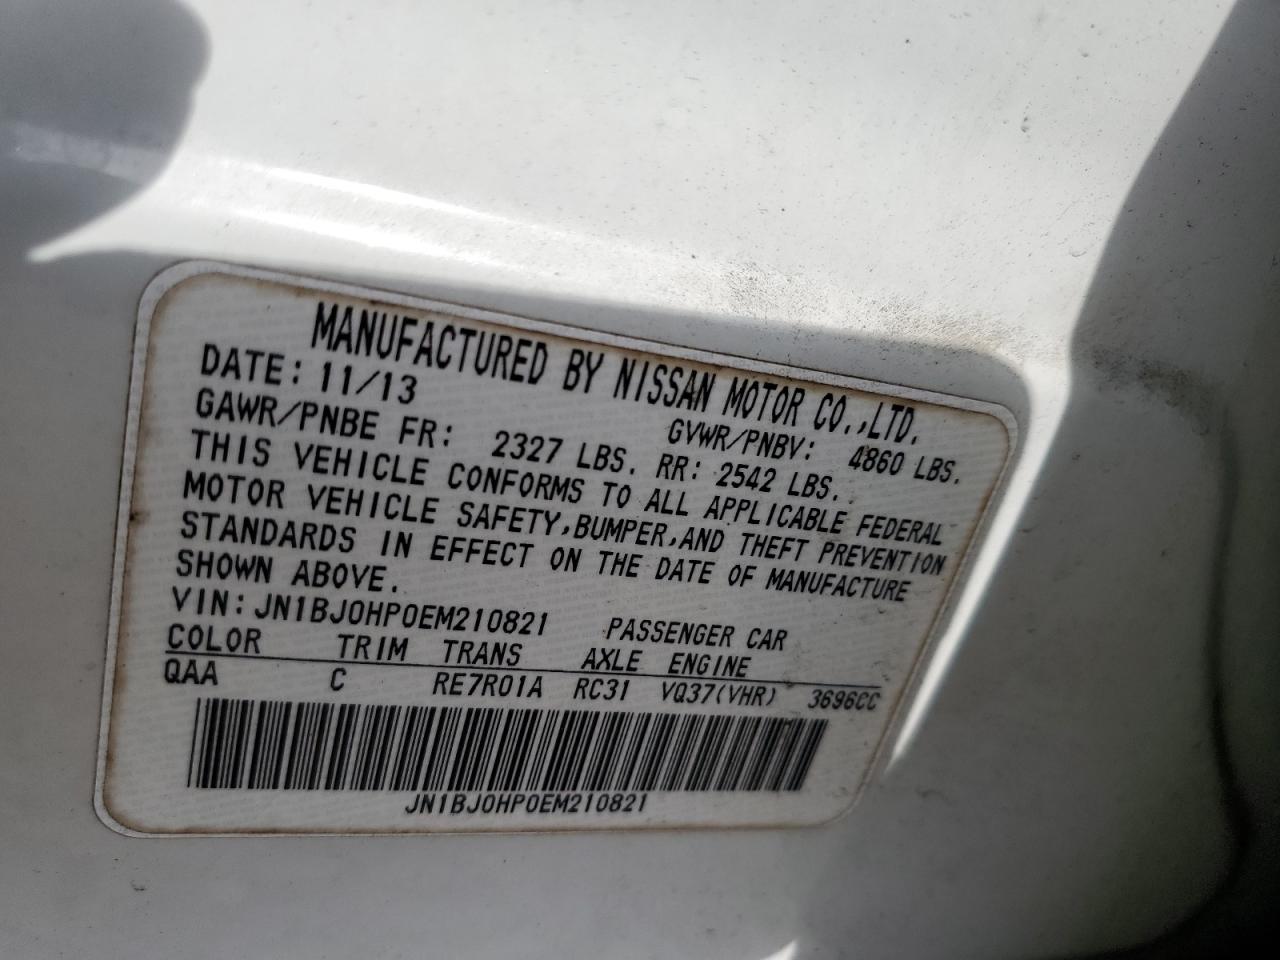 MANUFACTURED BY NISSAN MOTOR CO.,LTD.
DATE: 11/13 GVWR/PNBV: 4860 LBS.
GAWR/PNBE FR: 2327 LBS. RR: 2542 LBS.
THIS VEHICLE CONFORMS TO ALL APPLICABLE FEDERAL
MOTOR VEHICLE SAFETY,BUMPER,AND THEFT PREVENTION
STANDARDS IN EFFECT ON THE DATE OF MANUFACTURE
SHOWN ABOVE.
VIN: JN1BJ0HP0EM210821 PASSENGER CAR
COLOR TRIM TRANS AXLE ENGINE
QAA C RE7R01A RC31 VQ37(VHR) 3696CC
JN1BJ0HP0EM210821